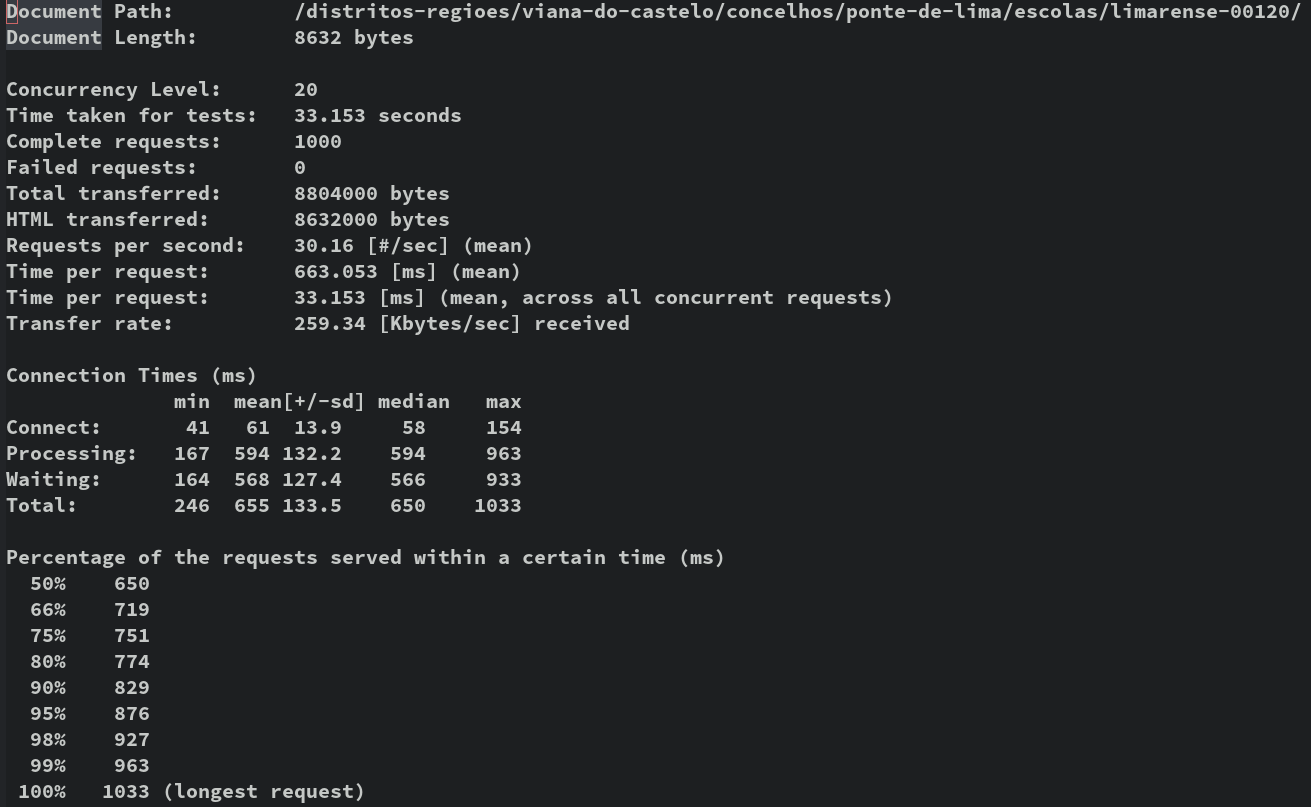 Document Path:          /distritos-regioes/viana-do-castelo/concelhos/ponte-de-lima/escolas/limarense-00120/
Document Length:        8632 bytes

Concurrency Level:      20
Time taken for tests:   33.153 seconds
Complete requests:      1000
Failed requests:        0
Total transferred:      8804000 bytes
HTML transferred:       8632000 bytes
Requests per second:    30.16 [#/sec] (mean)
Time per request:       663.053 [ms] (mean)
Time per request:       33.153 [ms] (mean, across all concurrent requests)
Transfer rate:          259.34 [Kbytes/sec] received

Connection Times (ms)
              min  mean[+/-sd] median   max
Connect:       41   61  13.9     58     154
Processing:   167  594 132.2    594     963
Waiting:      164  568 127.4    566     933
Total:        246  655 133.5    650    1033

Percentage of the requests served within a certain time (ms)
  50%    650
  66%    719
  75%    751
  80%    774
  90%    829
  95%    876
  98%    927
  99%    963
 100%   1033 (longest request)